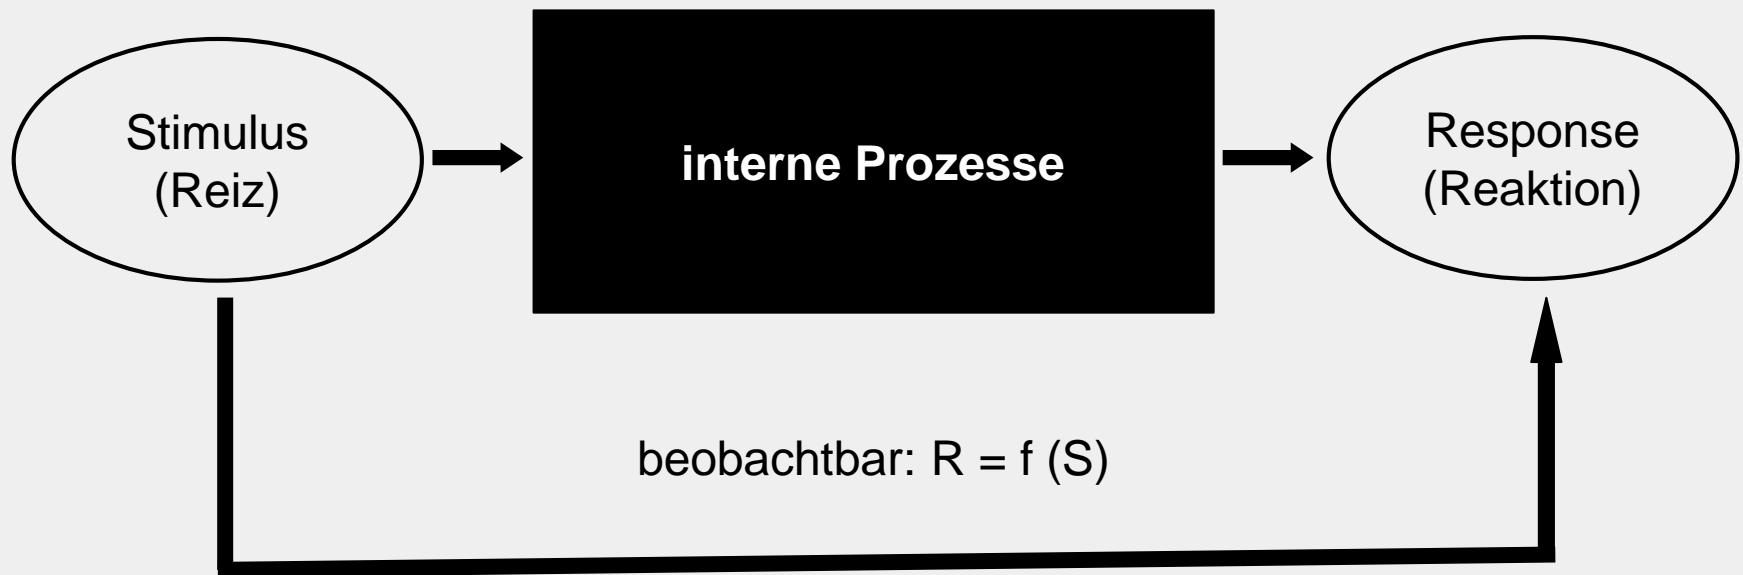 Stimulus
(Reiz)
interne Prozesse
Response
(Reaktion)
beobachtbar: R = f (S)